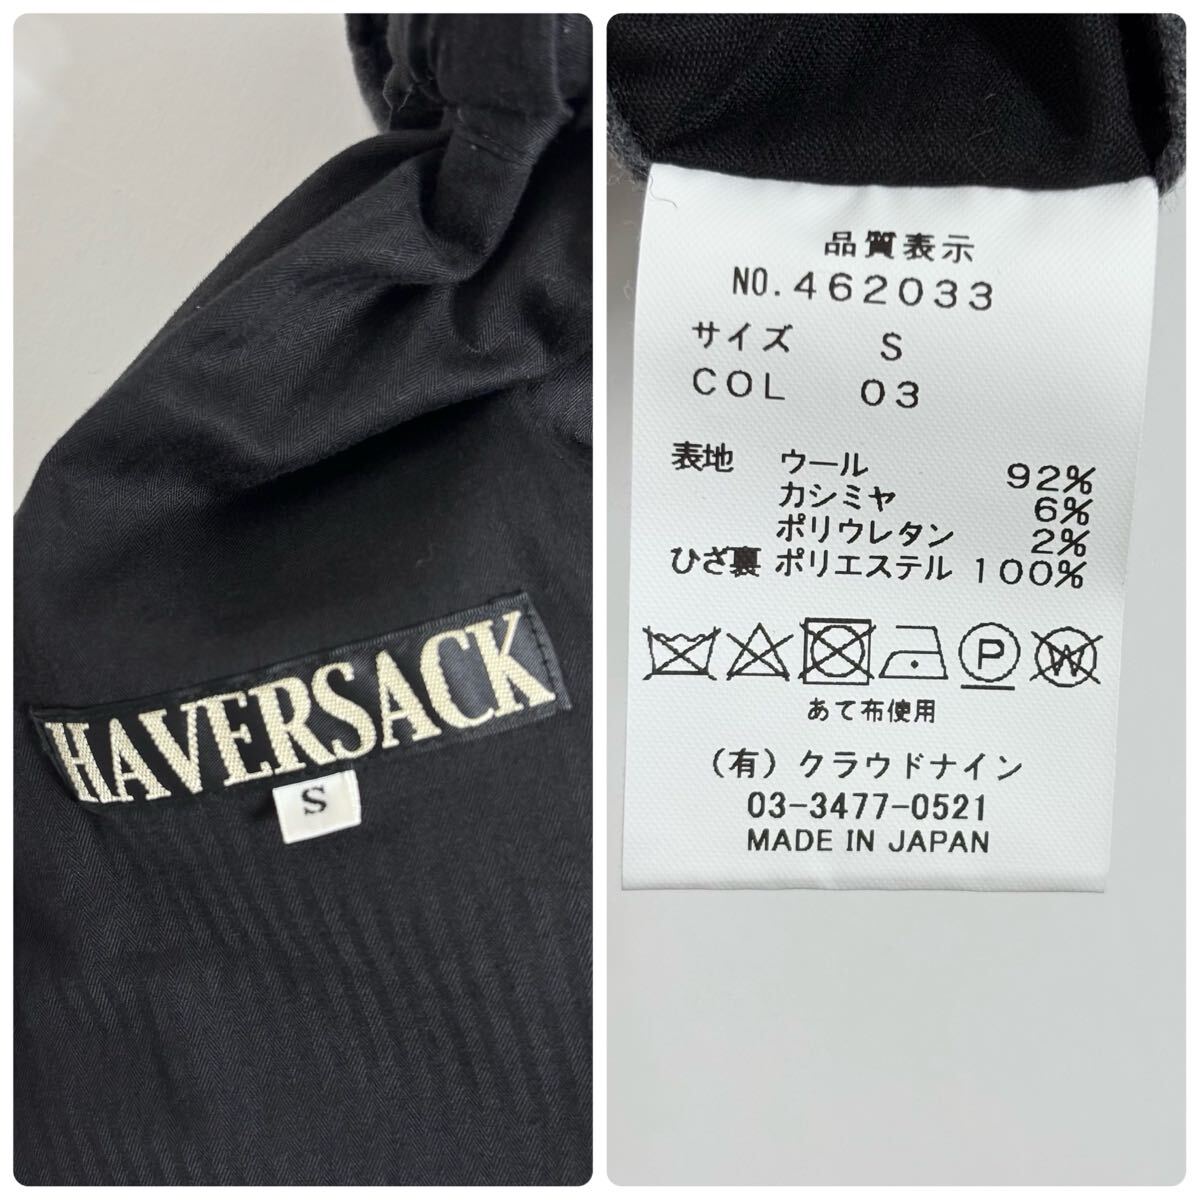 HAVERSACK
S
品質表示
NO.462033
サイズ S
COL 03
表地 ウール 92%
カシミヤ 6%
ポリウレタン 2%
ひざ裏 ポリエステル 100%
P W
あて布使用
(有)クラウドナイン
03-3477-0521
MADE IN JAPAN